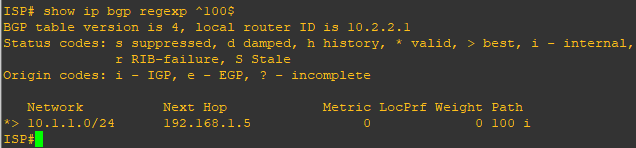 ISP# show ip bgp regexp ^100$
BGP table version is 4, local router ID is 10.2.2.1
Status codes: s suppressed, d damped, h history, * valid, > best, i - internal,
r RIB-failure, S Stale
Origin codes: i - IGP, e - EGP, ? - incomplete
Network Next Hop Metric LocPrf Weight Path
*> 10.1.1.0/24 192.168.1.5 0 0 100 i
ISP#